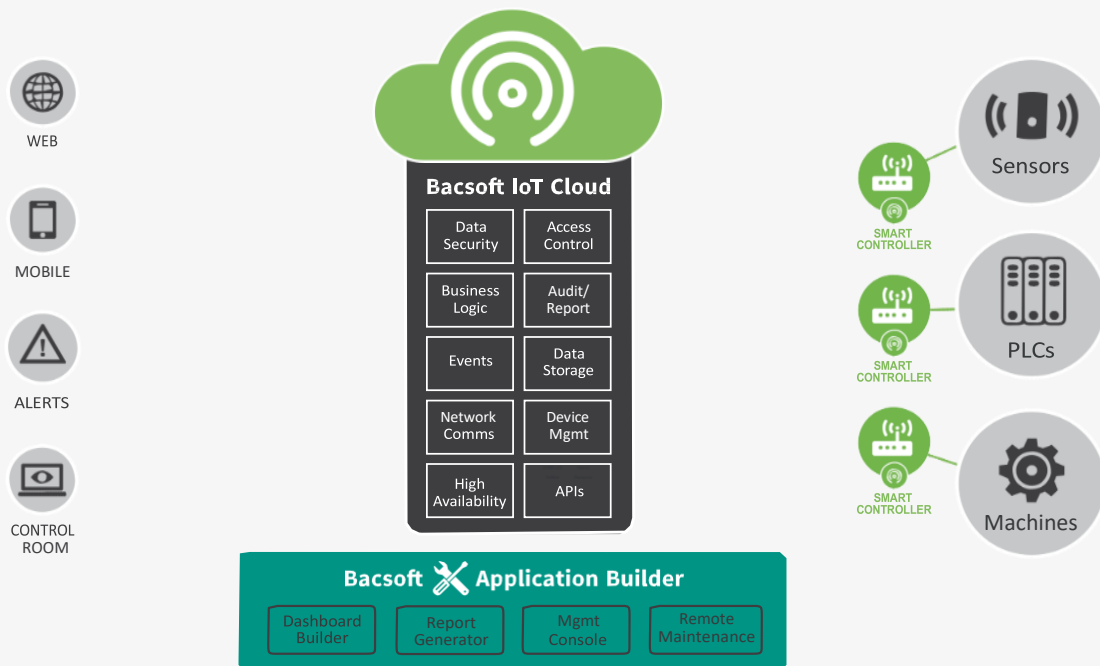 WEB
MOBILE
ALERTS
CONTROL
ROOM
Bacsoft IoT Cloud
Data
Security
Access
Control
Business
Logic
Audit/
Report
Events
Data
Storage
Network
Comms
Device
Mgmt
High
Availability
APIs
Bacsoft Application Builder
Dashboard
Builder
Report
Generator
Mgmt
Console
Remote
Maintenance
SMART
CONTROLLER
Sensors
SMART
CONTROLLER
PLCs
SMART
CONTROLLER
Machines